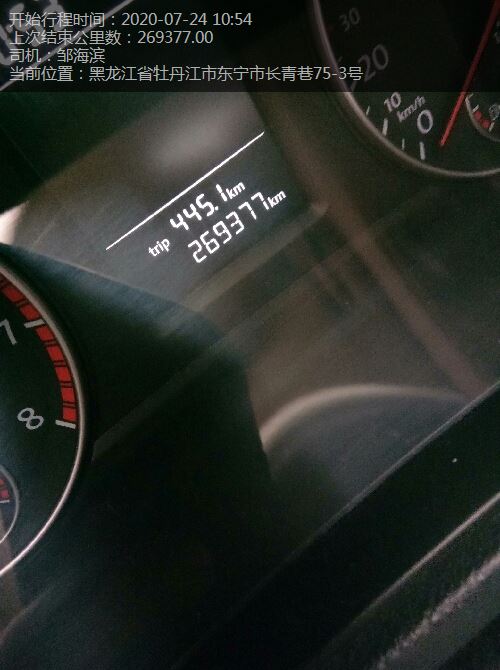 开始行程时间：2020-07-24 10:54
上次结束公里数：269377.00
司机：邹海滨
当前位置：黑龙江省牡丹江市东宁市长青巷75-3号
30
20
10
km/h
0
trip 445.1km
269377km
7
8